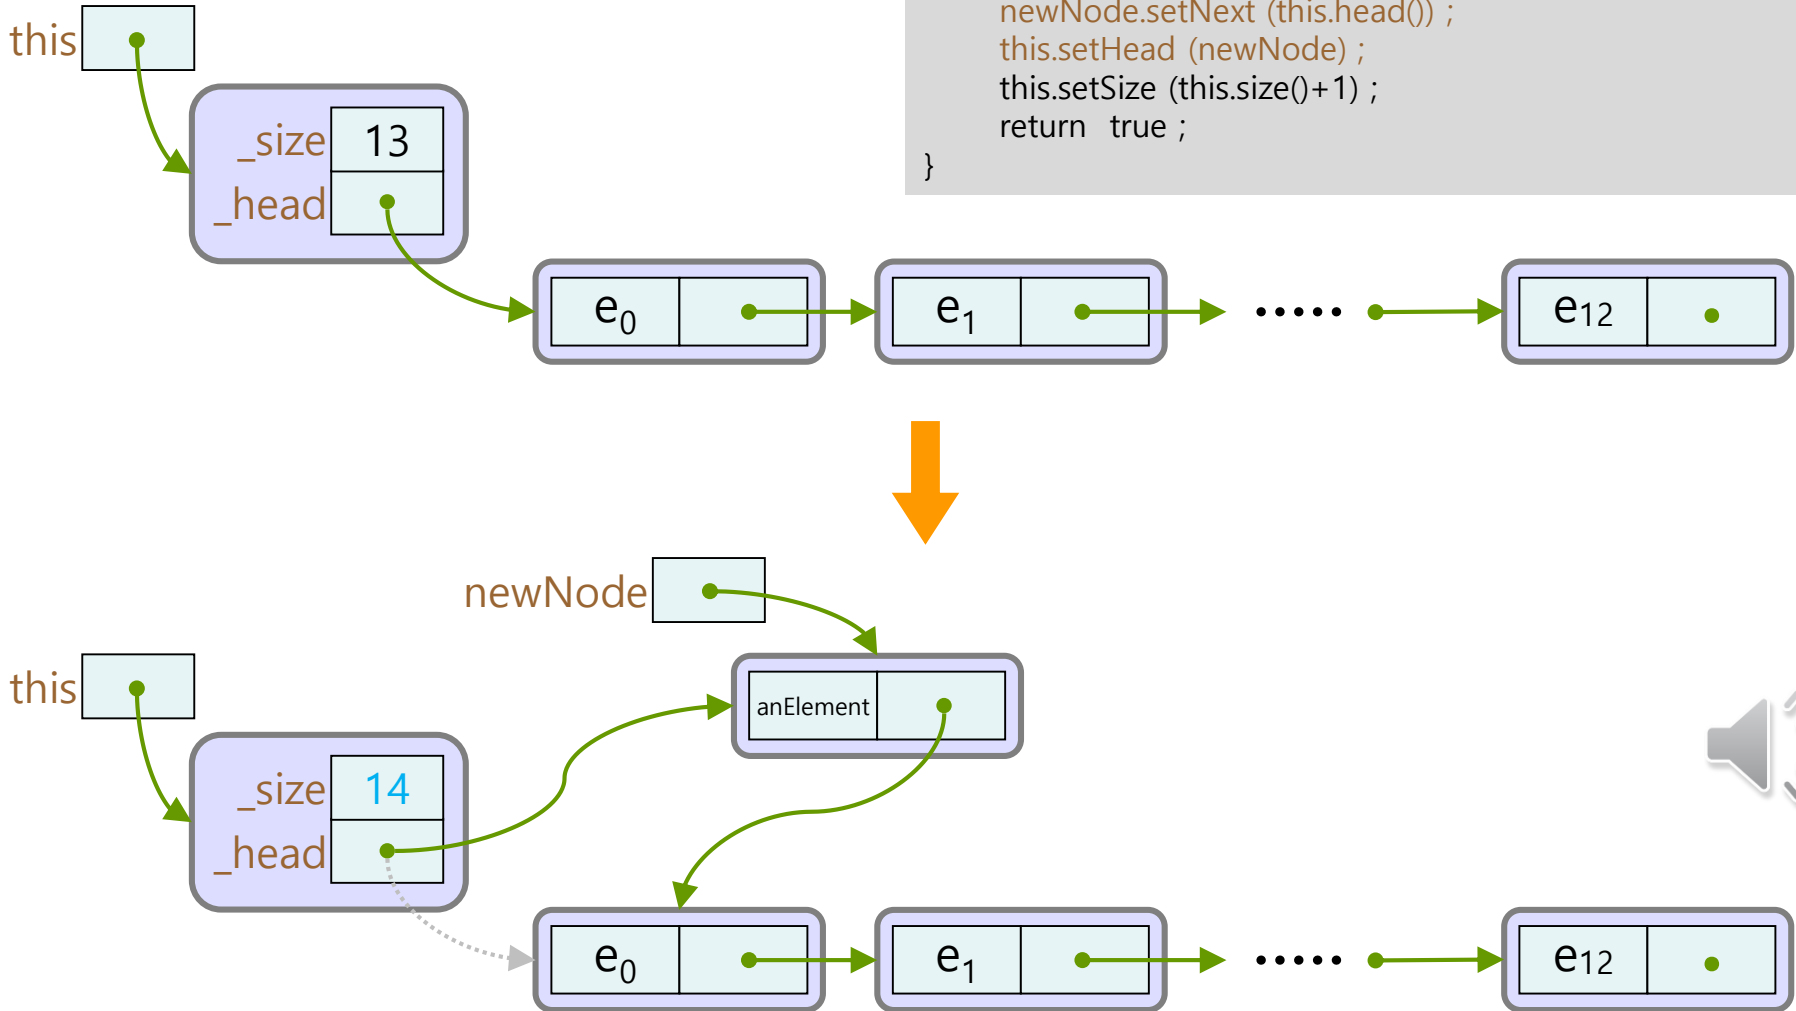 newNode.setNext (this.head()) ;
this.setHead (newNode) ;
this.setSize (this.size()+1) ;
return true ;
}
this
_size 13
_head
e0 e1 ····· e12
newNode
this
anElement
_size 14
_head
e0 e1 ····· e12